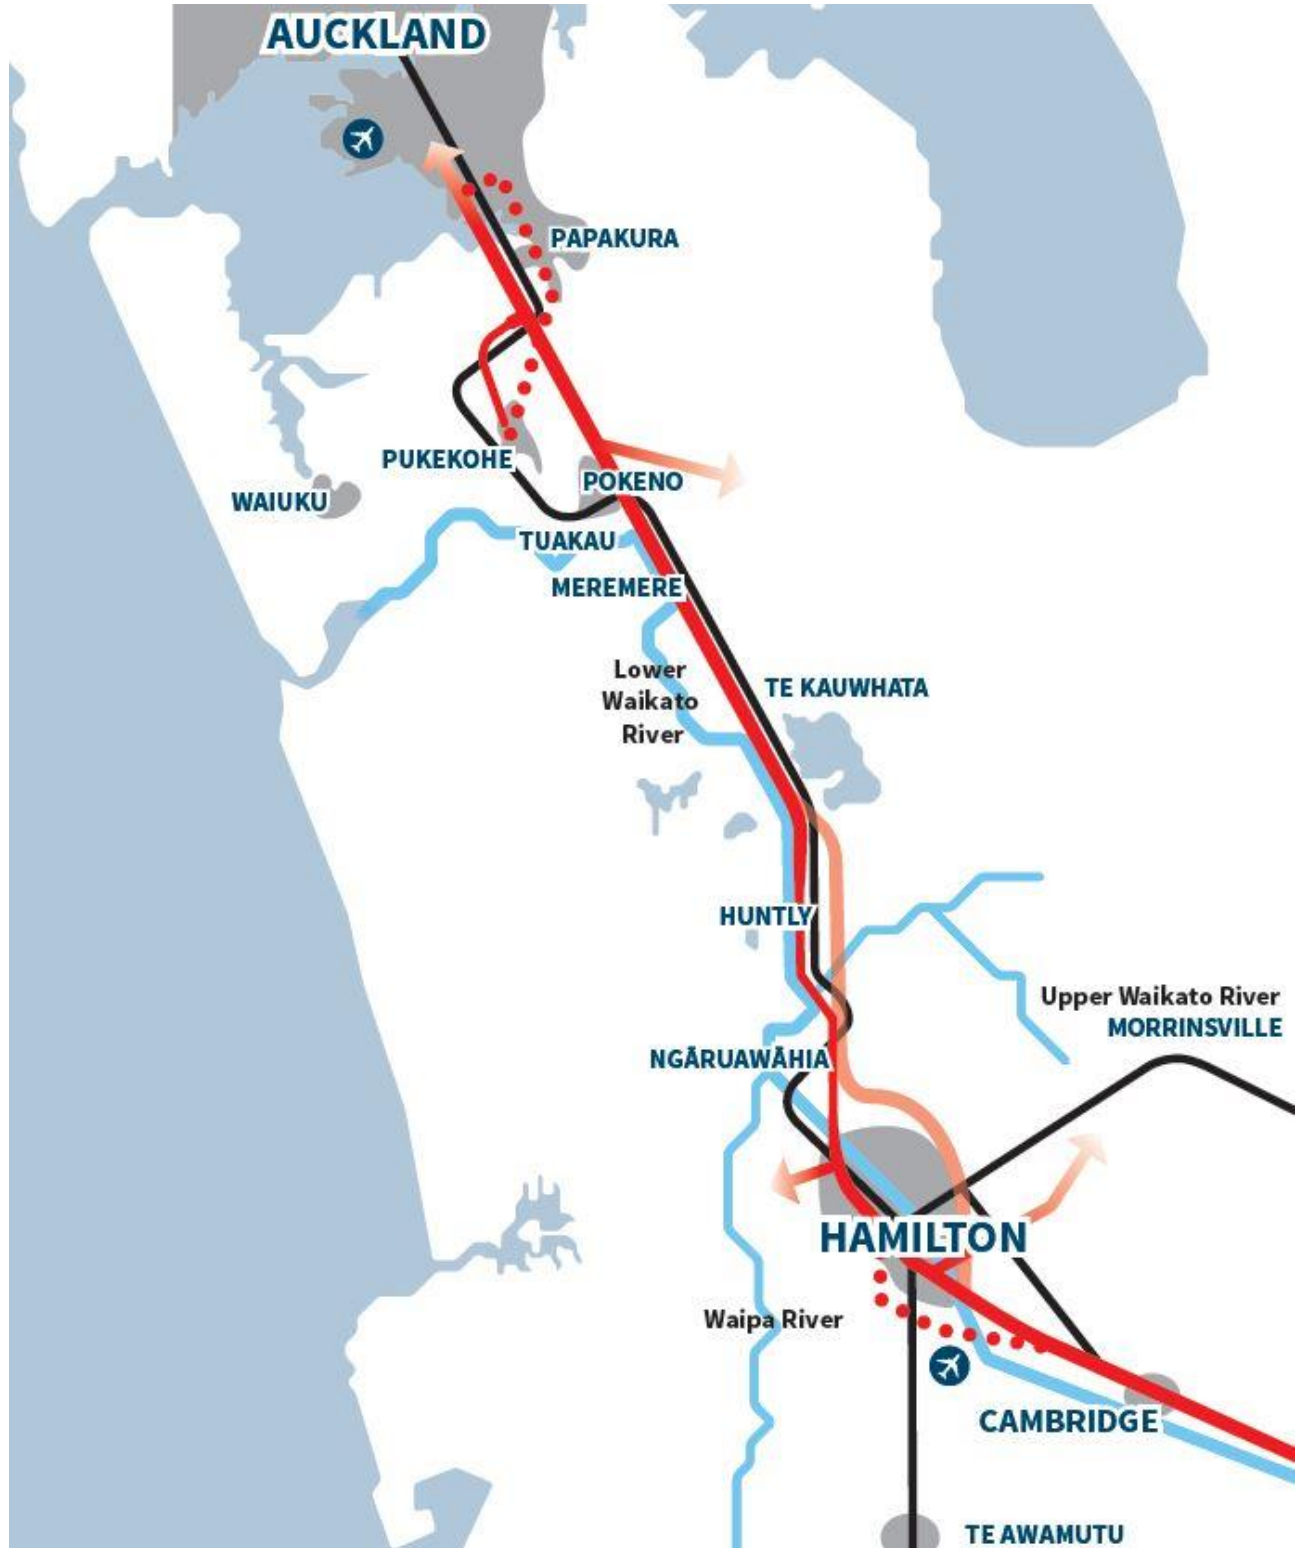 AUCKLAND
PAPAKURA
PUKEKOHE
POKENO
WAIUKU
TUAKAU
MEREMERE
Lower
Waikato
River
TE KAUWHATA
HUNTLY
Upper Waikato River
MORRINSVILLE
NGĀRUAWĀHIA
HAMILTON
Waipa River
CAMBRIDGE
TE AWAMUTU